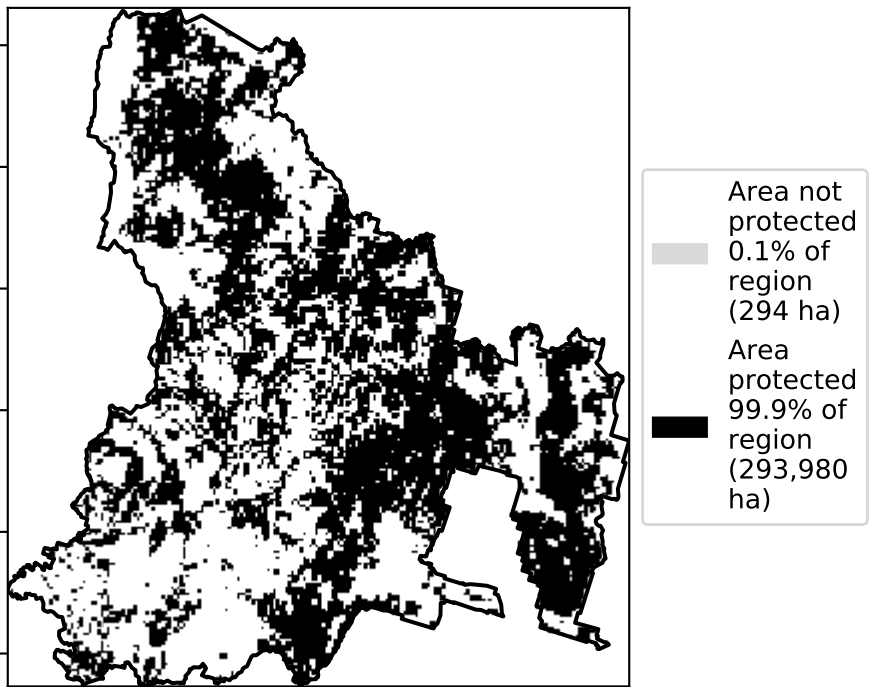 Area not
protected
0.1% of
region
(294 ha)
Area
protected
99.9% of
region
(293,980
ha)